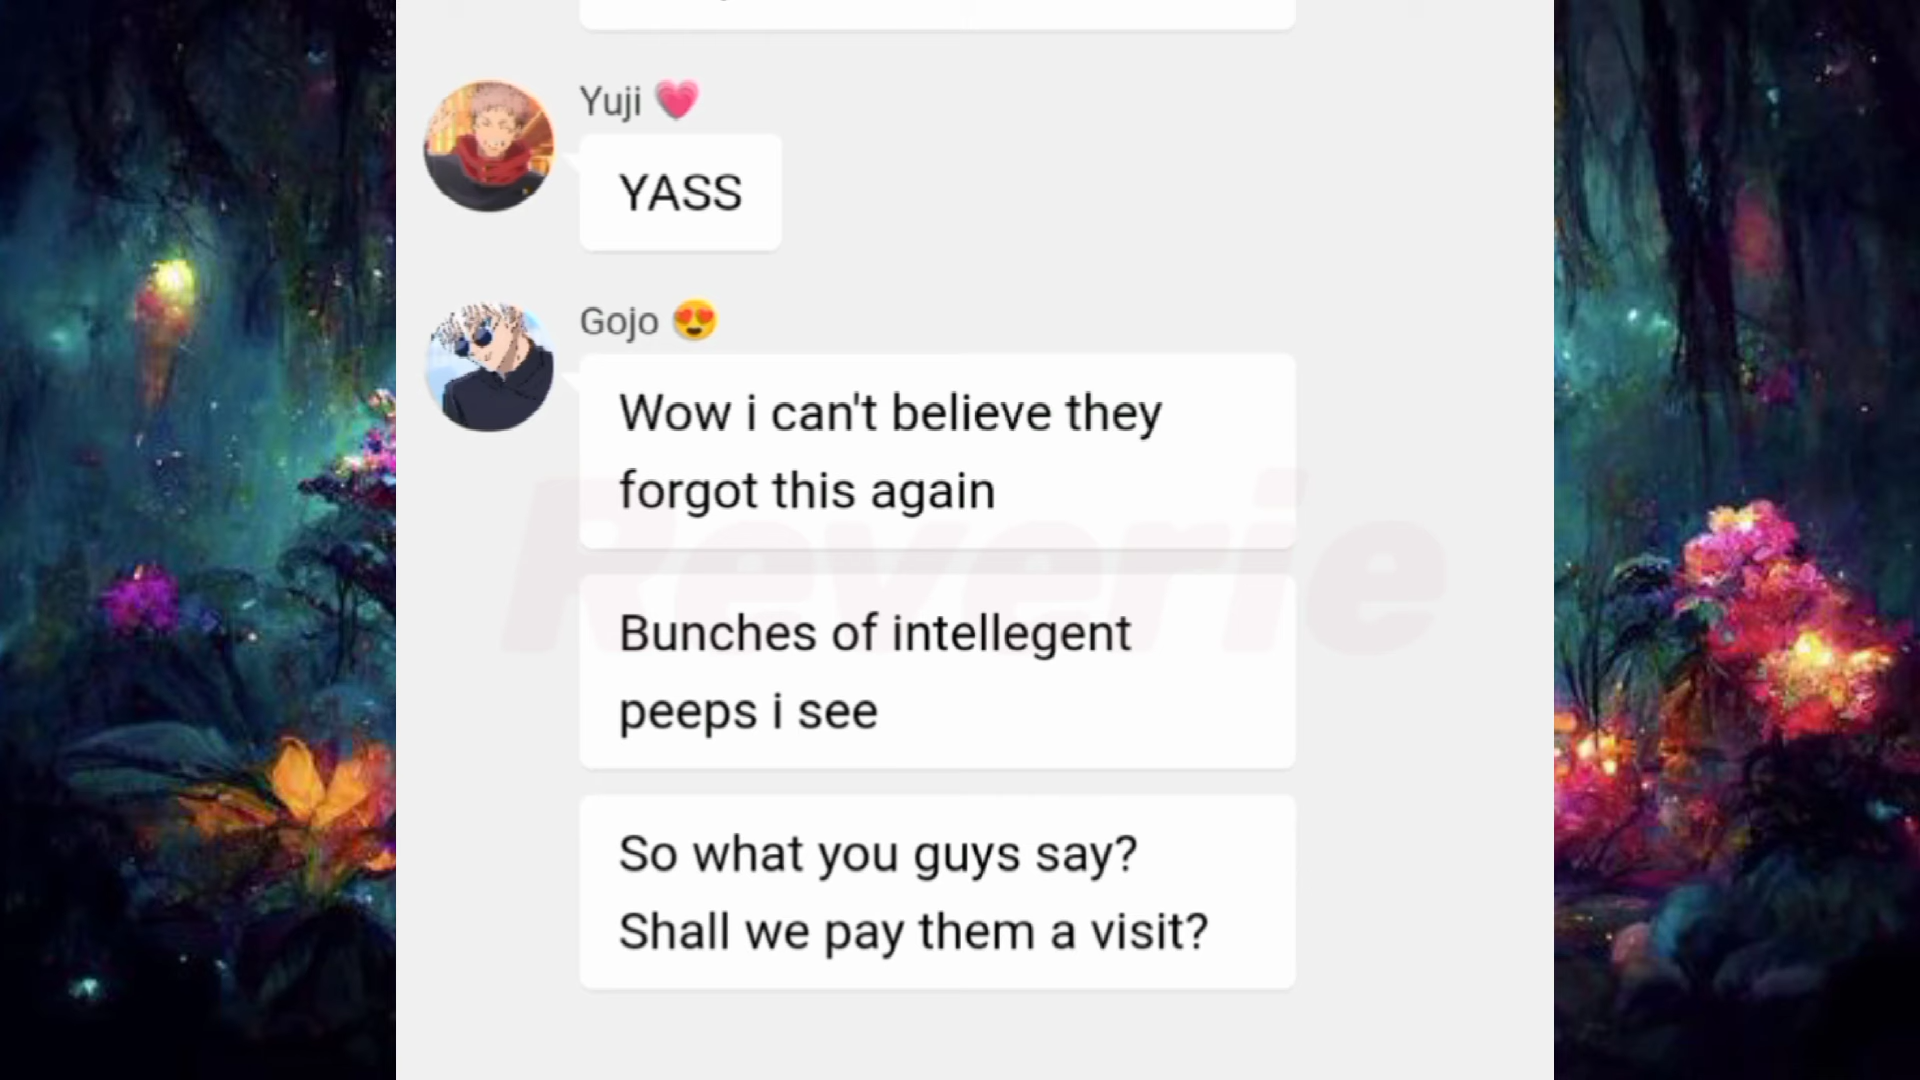 Yuji 💗
YASS
Gojo 😍
Wow i can't believe they
forgot this again
Bunches of intellegent
peeps i see
So what you guys say?
Shall we pay them a visit?
Reverie